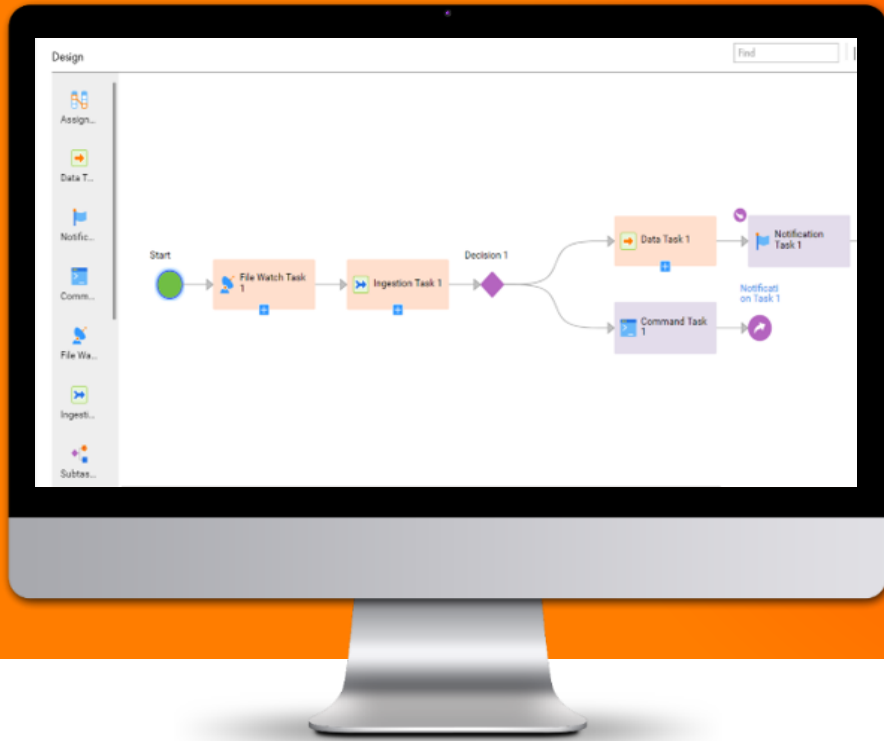 Design
Find
Assign...
Data T...
Notific...
Comm...
File Wa...
Ingesti...
Subtas...
Start
File Watch Task
1
Ingestion Task 1
Decision 1
Data Task 1
Notification
Task 1
Command Task
1
Notificati
on Task 1